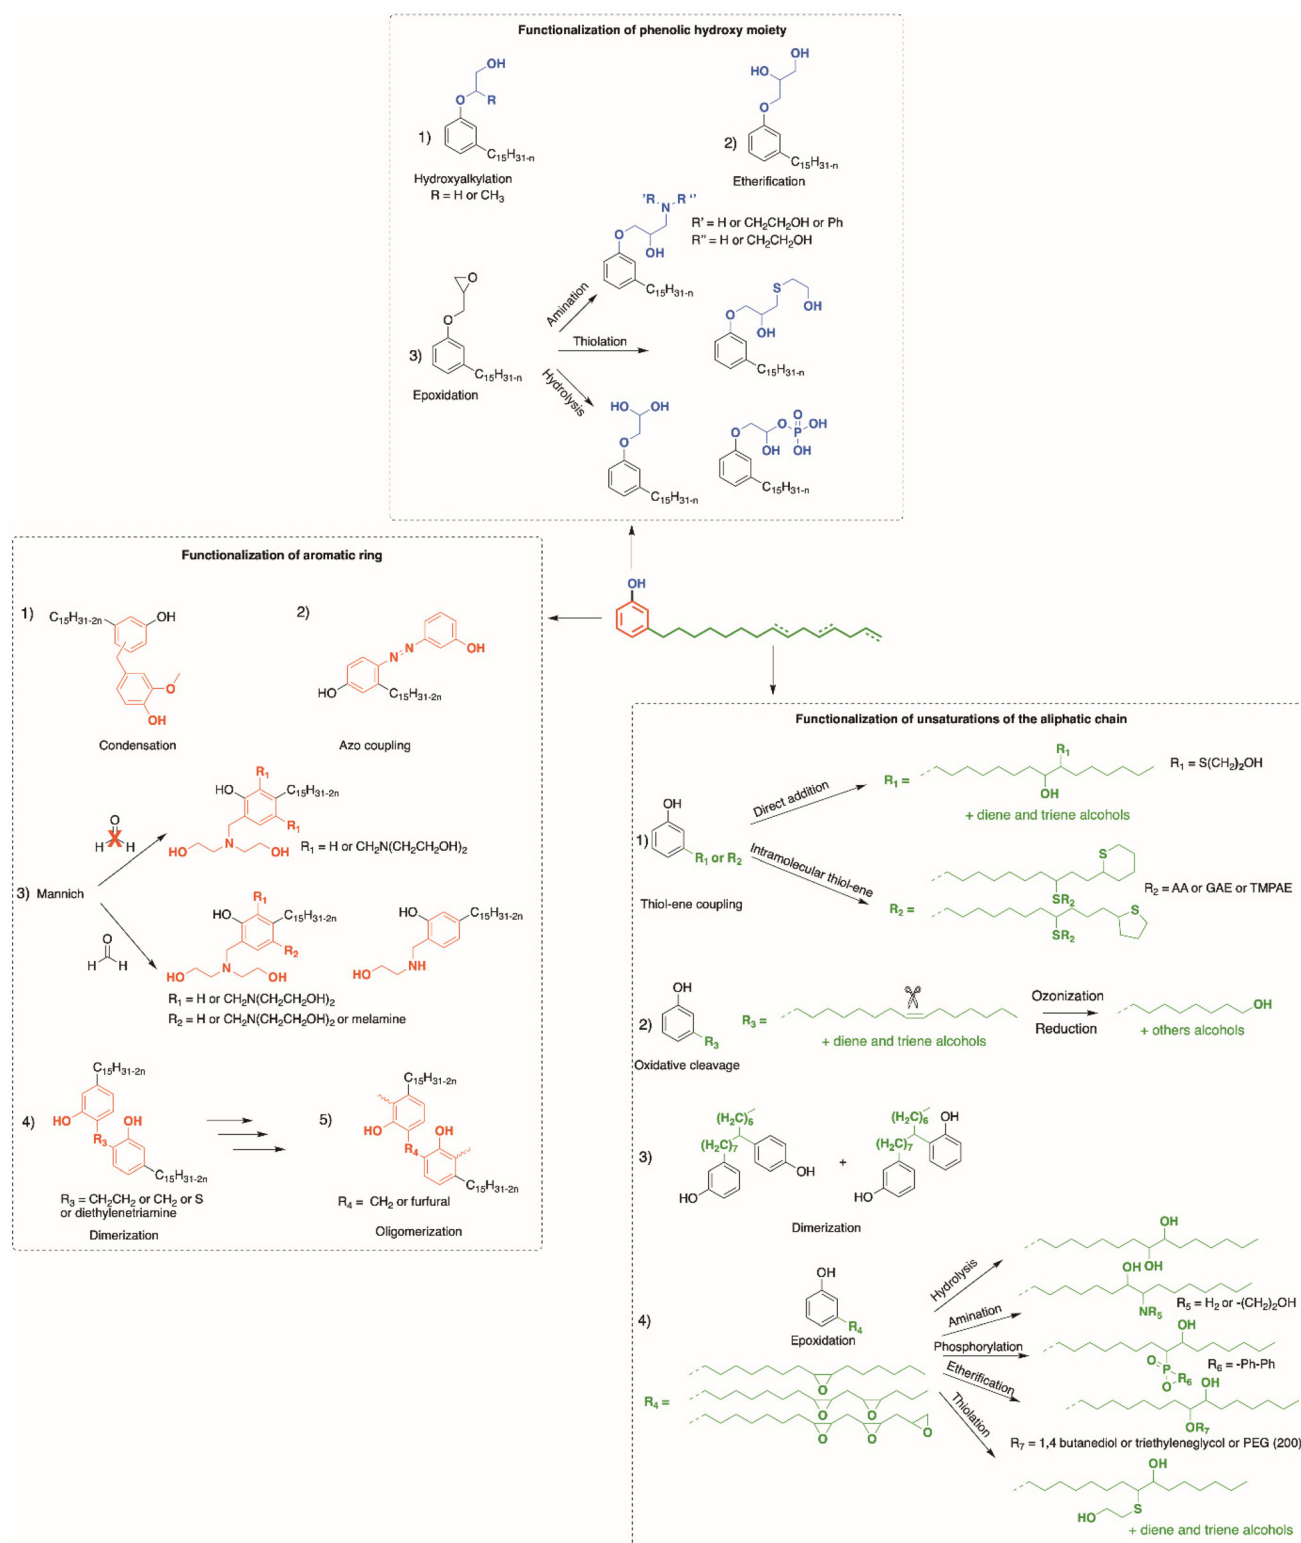 Functionalization of phenolic hydroxy moiety
OH
O
R
1)
C15H31-n
Hydroxyalkylation
R = H or CH3
OH
HO
O
2)
C15H31-n
Etherification
'R
R ''
N
O
OH
C15H31-n
R' = H or CH2CH2OH or Ph
R" = H or CH2CH2OH
O
O
3)
C15H31-n
Epoxidation
Amination
Thiolation
Hydrolysis
S
OH
O
OH
C15H31-n
HO
OH
O
C15H31-n
O
O
O
P
OH
OH
OH
C15H31-n
OH
Functionalization of aromatic ring
1)
C15H31-2n
OH
O
OH
Condensation
2)
N
N
OH
HO
C15H31-2n
Azo coupling
3) Mannich
O
H
H
R1
HO
C15H31-2n
R1
N
HO
OH
R1 = H or CH2N(CH2CH2OH)2
O
H
H
R1
HO
C15H31-2n
R2
N
HO
OH
HO
C15H31-2n
NH
HO
R1 = H or CH2N(CH2CH2OH)2
R2 = H or CH2N(CH2CH2OH)2 or melamine
4)
C15H31-2n
HO
OH
R3
C15H31-2n
R3 = CH2CH2 or CH2 or S
or diethylenetriamine
Dimerization
5)
C15H31-2n
HO
OH
R4
C15H31-2n
R4 = CH2 or furfural
Oligomerization
Functionalization of unsaturations of the aliphatic chain
1)
OH
R1 or R2
Thiol-ene coupling
Direct addition
Intramolecular thiol-ene
R1 =
R1
OH
R1 = S(CH2)2OH
+ diene and triene alcohols
S
SR2
R2 = AA or GAE or TMPAE
R2 =
S
SR2
2)
OH
R3
Oxidative cleavage
R3 =
+ diene and triene alcohols
Ozonization
Reduction
OH
+ others alcohols
3)
(H2C)6
(H2C)7
HO
OH
+
(H2C)6
(H2C)7
OH
HO
Dimerization
4)
OH
R4
Epoxidation
R4 =
O
O
O
O
O
O
Hydrolysis
Amination
Phosphorylation
Etherification
Thiolation
OH
OH
OH
NR5
R5 = H2 or -(CH2)2OH
OH
O
P
R6
O
R6 = -Ph-Ph
OH
OR7
R7 = 1,4 butanediol or triethyleneglycol or PEG (200)
OH
S
HO
+ diene and triene alcohols